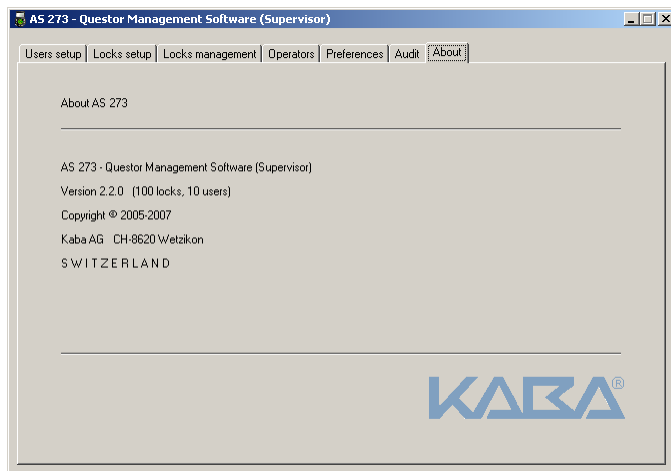 AS 273 - Questor Management Software (Supervisor)
Users setup Locks setup Locks management Operators Preferences Audit About
About AS 273
AS 273 - Questor Management Software (Supervisor)
Version 2.2.0 (100 locks, 10 users)
Copyright © 2005-2007
Kaba AG CH-8620 Wetzikon
S W I T Z E R L A N D
KABA®